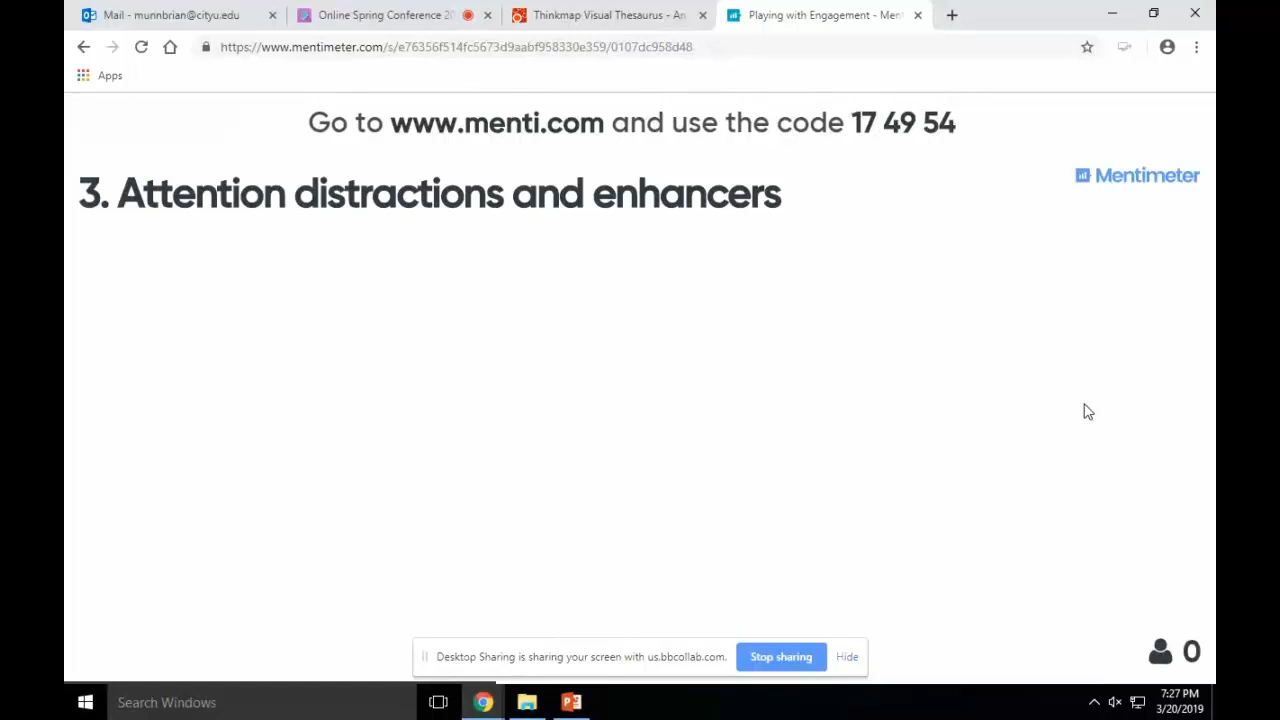 Mail - munnbrian@cityu.edu
Online Spring Conference 20
Thinkmap Visual Thesaurus - An
Playing with Engagement - Ment
https://www.mentimeter.com/s/e76356f514fc5673d9aabf958330e359/0107dc958d48
Apps
Go to www.menti.com and use the code 17 49 54
Mentimeter
3. Attention distractions and enhancers
Desktop Sharing is sharing your screen with us.bbcollab.com.
Stop sharing
Hide
0
Search Windows
7:27 PM
3/20/2019